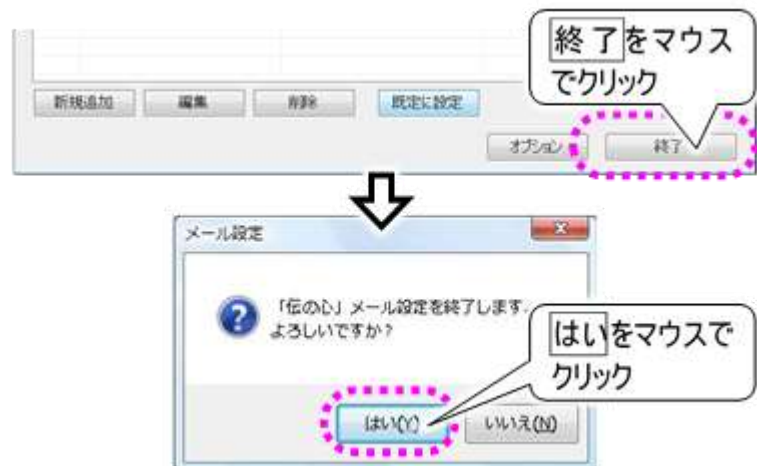 終了をマウス
でクリック
新規追加 編集 削除 既定に設定
オプション 終了
メール設定
「伝の心」メール設定を終了します。
よろしいですか？
はいをマウスで
クリック
はい(Y) いいえ(N)